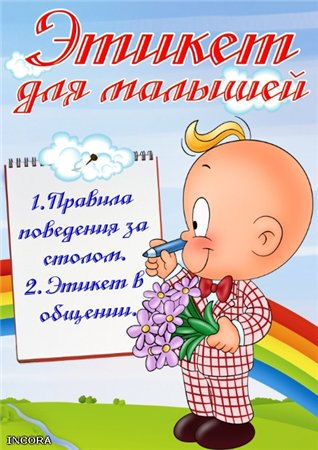 Этикет
для малышей
1.Правила
поведения за
столом.
2.Этикет в
общении.
INCORA